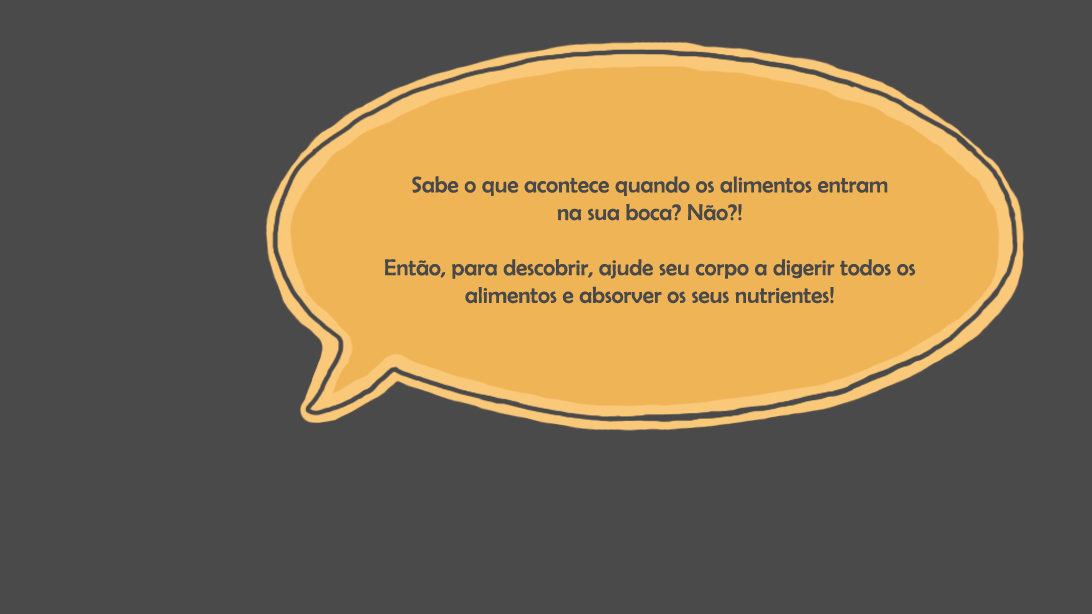 Sabe o que acontece quando os alimentos entram
na sua boca? Não?!
Então, para descobrir, ajude seu corpo a digerir todos os
alimentos e absorver os seus nutrientes!